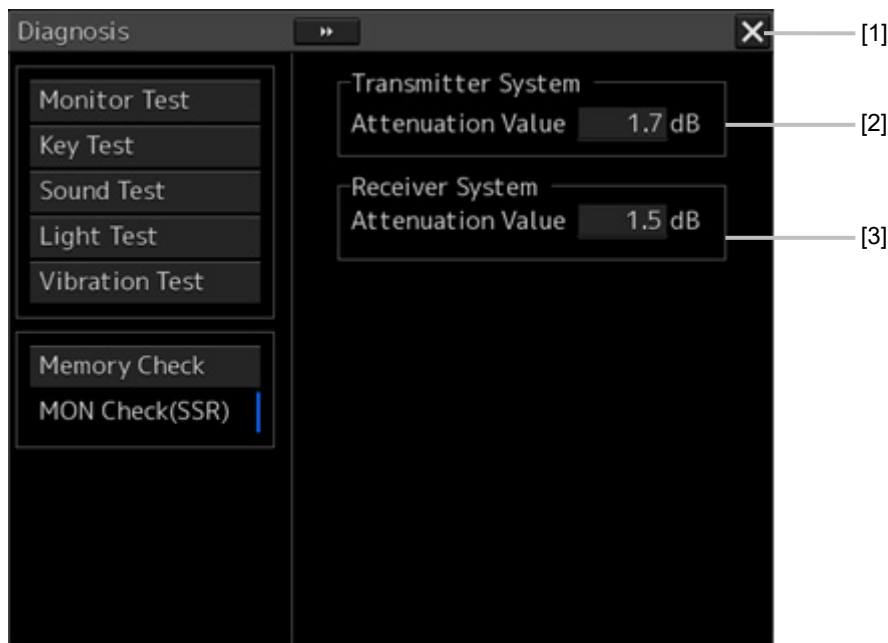 Diagnosis
[1]
Monitor Test
Key Test
Sound Test
Light Test
Vibration Test
Memory Check
MON Check(SSR)
Transmitter System
Attenuation Value 1.7 dB
[2]
Receiver System
Attenuation Value 1.5 dB
[3]